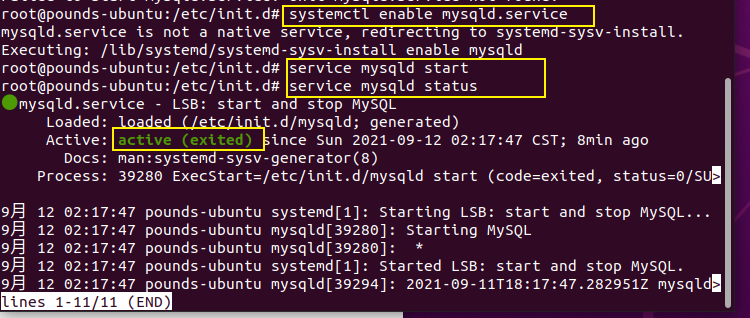 root@pounds-ubuntu:/etc/init.d# systemctl enable mysqld.service
mysqld.service is not a native service, redirecting to systemd-sysv-install.
Executing: /lib/systemd/systemd-sysv-install enable mysqld
root@pounds-ubuntu:/etc/init.d# service mysqld start
root@pounds-ubuntu:/etc/init.d# service mysqld status
●mysqld.service - LSB: start and stop MySQL
Loaded: loaded (/etc/init.d/mysqld; generated)
Active: active (exited) since Sun 2021-09-12 02:17:47 CST; 8min ago
Docs: man:systemd-sysv-generator(8)
Process: 39280 ExecStart=/etc/init.d/mysqld start (code=exited, status=0/SU>
9月 12 02:17:47 pounds-ubuntu systemd[1]: Starting LSB: start and stop MySQL...
9月 12 02:17:47 pounds-ubuntu mysqld[39280]: Starting MySQL
9月 12 02:17:47 pounds-ubuntu mysqld[39280]:  *
9月 12 02:17:47 pounds-ubuntu systemd[1]: Started LSB: start and stop MySQL.
9月 12 02:17:47 pounds-ubuntu mysqld[39294]: 2021-09-11T18:17:47.282951Z mysqld>
lines 1-11/11 (END)